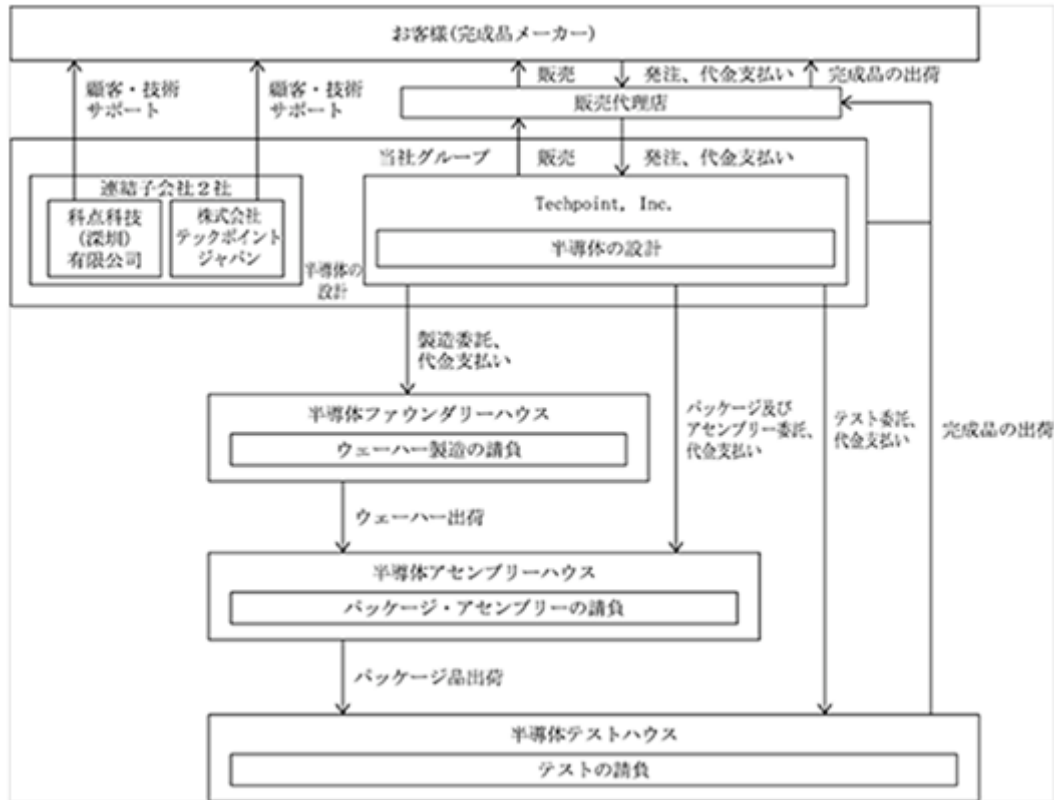 お客様(完成品メーカー)
顧客・技術
サポート
顧客・技術
サポート
販売
発注、代金支払い
完成品の出荷
販売代理店
当社グループ
販売
発注、代金支払い
連結子会社２社
科点科技
(深圳)
有限公司
株式会社
テックポイント
ジャパン
半導体の
設計
Techpoint, Inc.
半導体の設計
製造委託、
代金支払い
半導体ファウンダリーハウス
ウェーハー製造の請負
パッケージ及び
アセンブリー委託、
代金支払い
テスト委託、
代金支払い
完成品の出荷
ウェーハー出荷
半導体アセンブリーハウス
パッケージ・アセンブリーの請負
パッケージ品出荷
半導体テストハウス
テストの請負